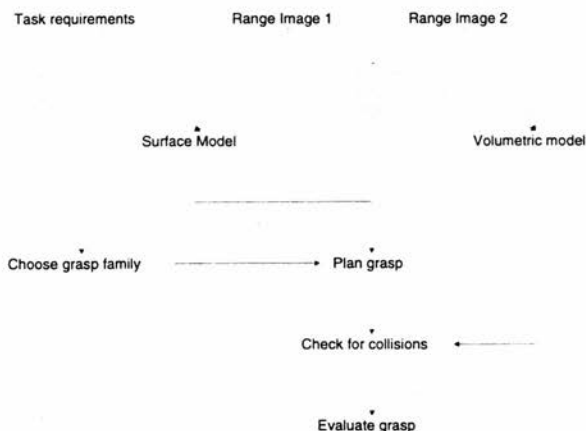 Task requirements
Range Image 1
Range Image 2
Surface Model
Volumetric model
Choose grasp family
Plan grasp
Check for collisions
Evaluate grasp